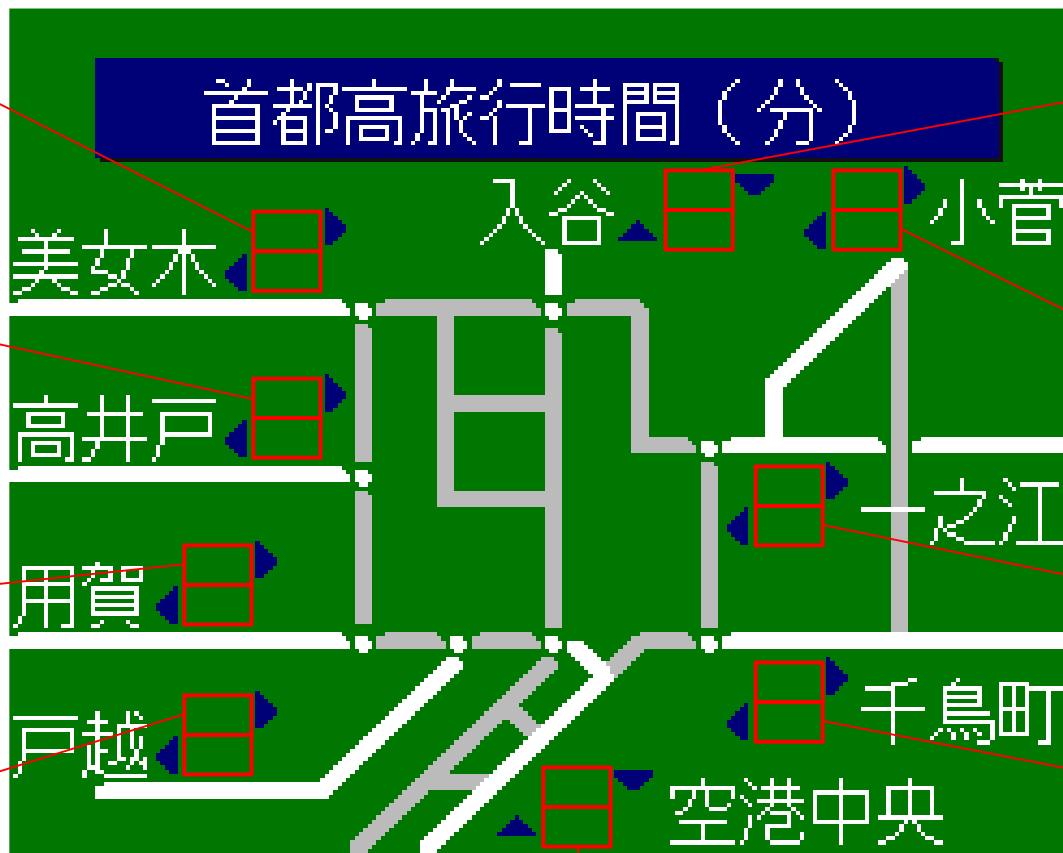 首都高旅行時間（分）
入谷
小菅
美女木
高井戸
一之江
用賀
千鳥町
戸越
空港中央